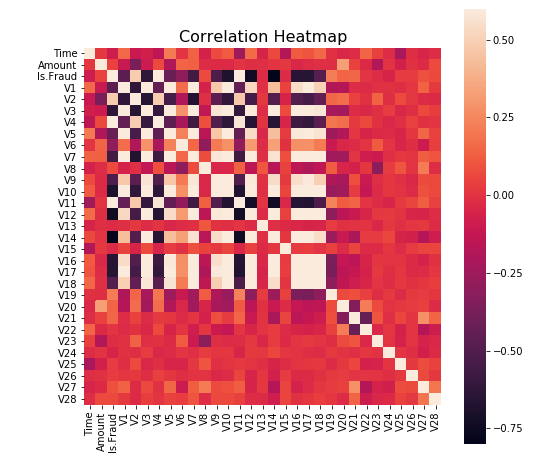 Correlation Heatmap
Time
Amount
Is.Fraud
V1
V2
V3
V4
V5
V6
V7
V8
V9
V10
V11
V12
V13
V14
V15
V16
V17
V18
V19
V20
V21
V22
V23
V24
V25
V26
V27
V28
Time
Amount
Is.Fraud
V1
V2
V3
V4
V5
V6
V7
V8
V9
V10
V11
V12
V13
V14
V15
V16
V17
V18
V19
V20
V21
V22
V23
V24
V25
V26
V27
V28
0.50
0.25
0.00
−0.25
−0.50
−0.75